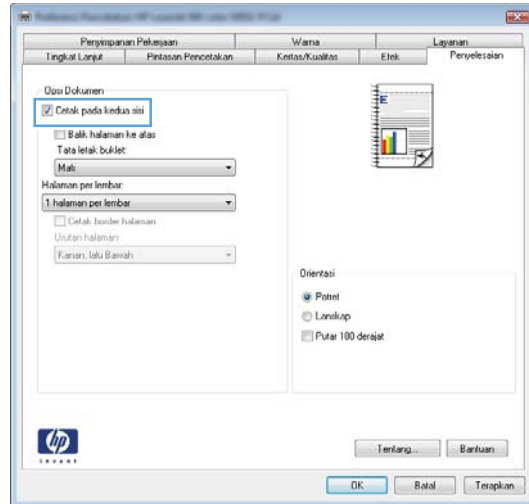 Penyimpanan Pekerjaan Warna Layanan
Tingkat Lanjut Pintasan Pencetakan Kertas/Kualitas Efek Penyelesaian
Opsi Dokumen
Cetak pada kedua sisi
Balik halaman ke atas
Tata letak buklet:
Mati
Halaman per lembar:
1 halaman per lembar
Cetak border halaman
Urutan halaman:
Kanan, lalu Bawah
E
Orientasi
Potret
Lanskap
Putar 180 derajat
hp
invent
Tentang... Bantuan
OK Batal Terapkan